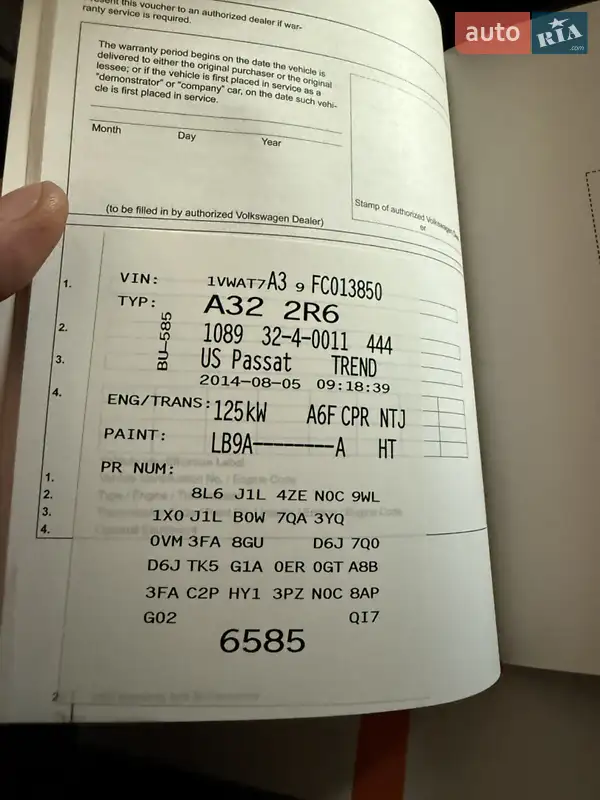 sent this voucher to an authorized dealer if war-
ranty service is required.
auto RIA .com
The warranty period begins on the date the vehicle is
delivered to either the original purchaser or the original
lessee; or if the vehicle is first placed in service as a
"demonstrator" or "company" car, on the date such vehi-
cle is first placed in service.
Month Day Year
(to be filled in by authorized Volkswagen Dealer)
Stamp of authorized Volkswagen
or
1. VIN: 1VWAT7A3 9 FC013850
TYP: A32 2R6
2. BU-585 1089 32-4-0011 444
3. US Passat TREND
2014-08-05 09:18:39
4. ENG/TRANS: 125kW A6F CPR NTJ
PAINT: LB9A--------A HT
PR NUM:
1.
2. 8L6 J1L 4ZE N0C 9WL
3. 1X0 J1L B0W 7QA 3YQ
4. 0VM 3FA 8GU D6J 7Q0
D6J TK5 G1A 0ER 0GT A8B
3FA C2P HY1 3PZ N0C 8AP
G02 QI7
6585
2